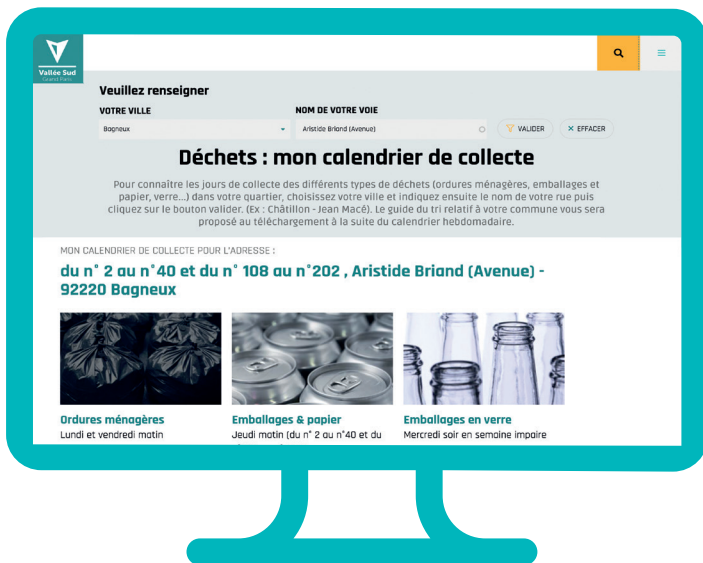 Vallée Sud
Grand Paris
Veuillez renseigner
VOTRE VILLE
NOM DE VOTRE VOIE
Bagneux
Aristide Briand (Avenue)
VALIDER
EFFACER
Déchets : mon calendrier de collecte
Pour connaître les jours de collecte des différents types de déchets (ordures ménagères, emballages et
papier, verre...) dans votre quartier, choisissez votre ville et indiquez ensuite le nom de votre rue puis
cliquez sur le bouton valider. (Ex : Châtillon - Jean Macé). Le guide du tri relatif à votre commune vous sera
proposé au téléchargement à la suite du calendrier hebdomadaire.
MON CALENDRIER DE COLLECTE POUR L'ADRESSE :
du n° 2 au n°40 et du n° 108 au n°202 , Aristide Briand (Avenue) -
92220 Bagneux
Ordures ménagères
Lundi et vendredi matin
Emballages & papier
Jeudi matin (du n° 2 au n°40 et du
Emballages en verre
Mercredi soir en semaine impaire